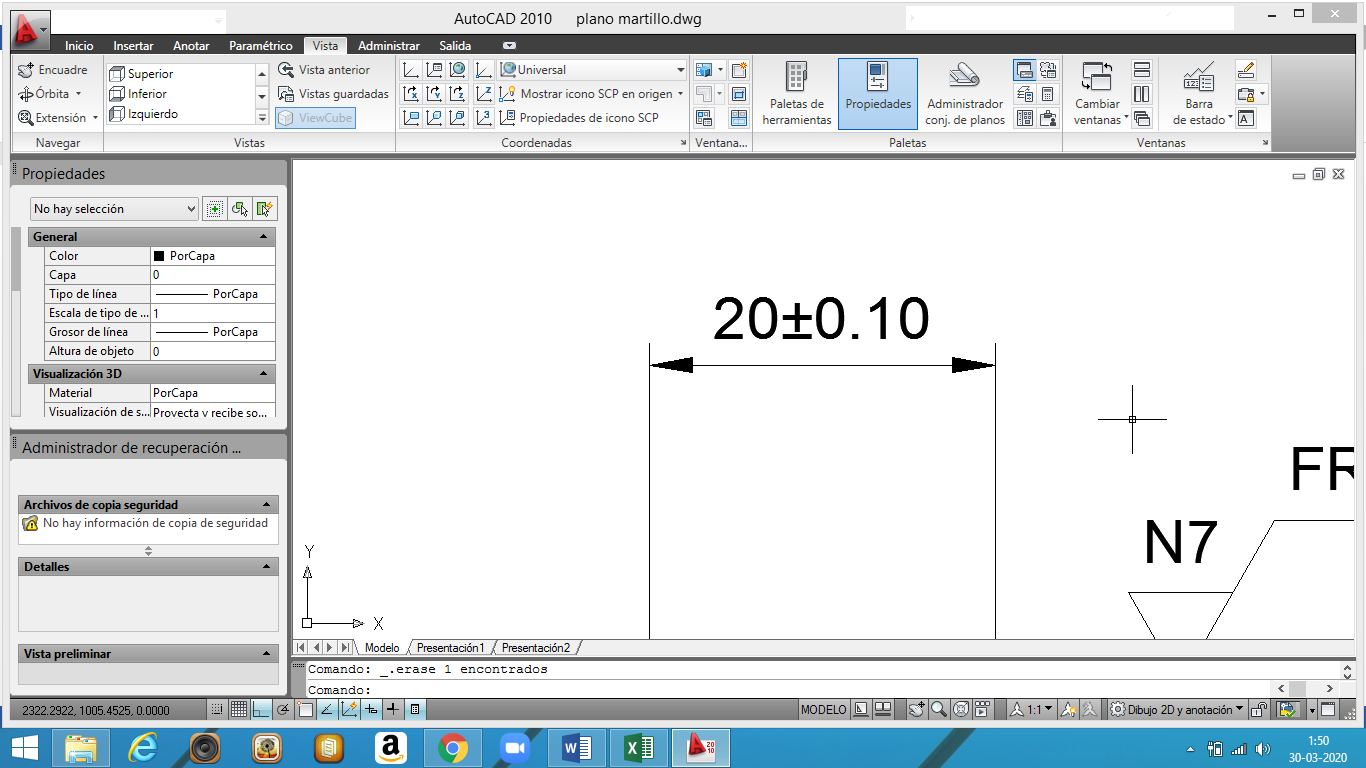 AutoCAD 2010 plano martillo.dwg
Inicio Insertar Anotar Paramétrico Vista Administrar Salida
Encuadre
Órbita
Extensión
Navegar
Superior
Inferior
Izquierdo
Vista anterior
Vistas guardadas
ViewCube
Vistas
Universal
Mostrar icono SCP en origen
Propiedades de icono SCP
Coordenadas
Ventana...
Paletas de
herramientas
Propiedades
Administrador
conj. de planos
Paletas
Cambiar
ventanas
Barra
de estado
Ventanas
Propiedades
No hay selección
General
Color PorCapa
Capa 0
Tipo de línea PorCapa
Escala de tipo de ... 1
Grosor de línea PorCapa
Altura de objeto 0
Visualización 3D
Material PorCapa
Visualización de s... Proyecta y recibe so...
Administrador de recuperación ...
Archivos de copia seguridad
No hay información de copia de seguridad
Detalles
Vista preliminar
20±0.10
FR
N7
Y
X
Modelo Presentación1 Presentación2
Comando: _.erase 1 encontrados
Comando:
2322.2922, 1005.4525, 0.0000
MODELO
1:1
Dibujo 2D y anotación
1:50
30-03-2020